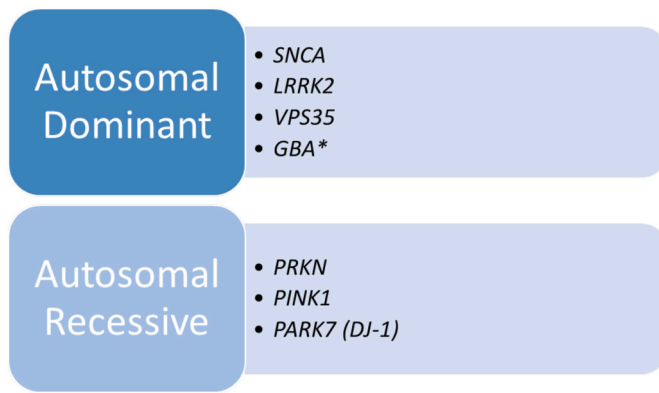 Autosomal
Dominant
• SNCA
• LRRK2
• VPS35
• GBA*
Autosomal
Recessive
• PRKN
• PINK1
• PARK7 (DJ-1)